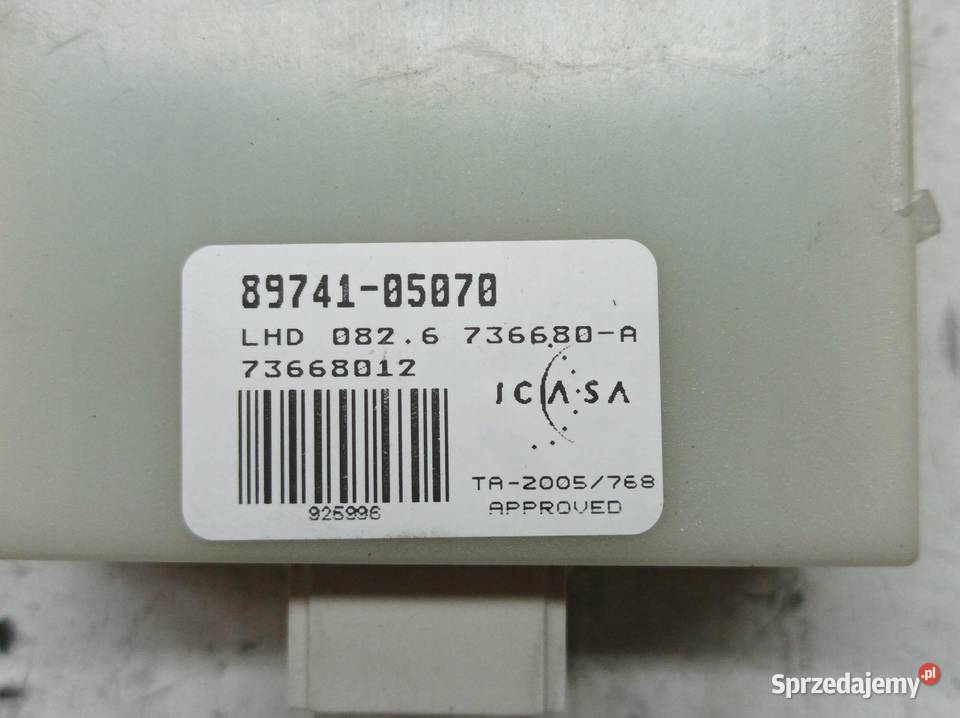 89741-05070
LHD 082.6 736680-A
73668012
ICASA
925996
TA-2005/768
APPROVED
Sprzedajemy.pl